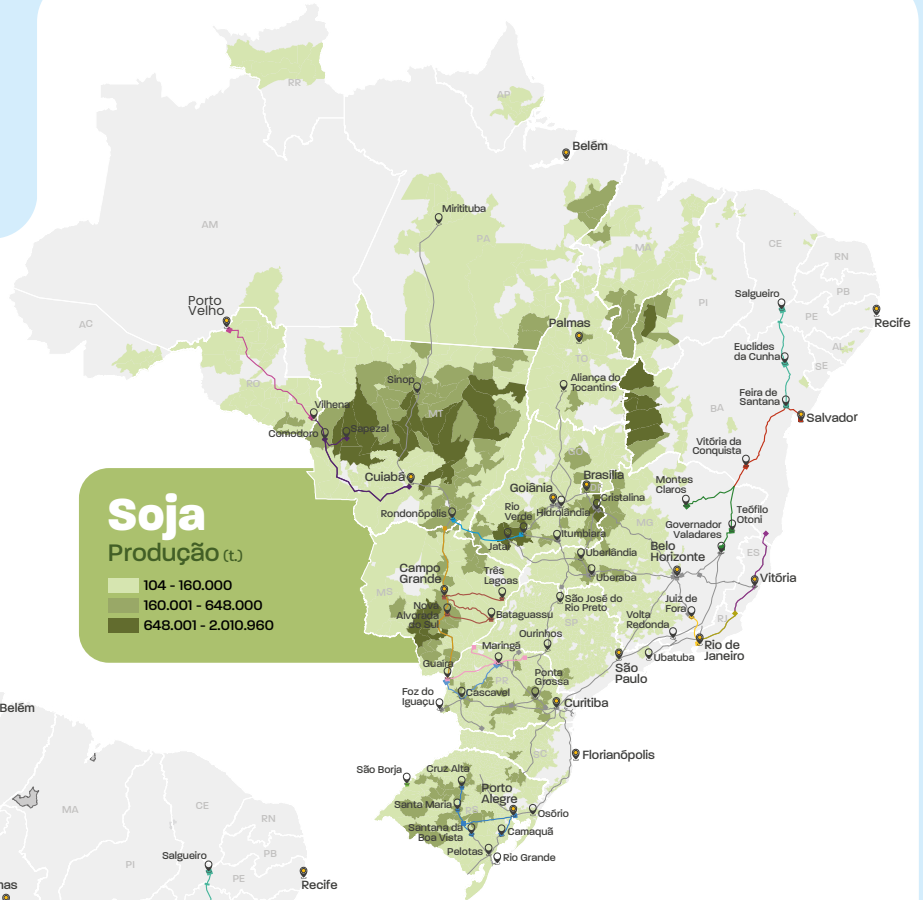 RR
AP
Belém
Miritituba
AM
PA
MA
CE
RN
Porto
Velho
Salgueiro
PI
PB
PE
AC
Palmas
Recife
TO
Euclides
da Cunha
AL
SE
RO
Sinop
Aliança do
Tocantins
Feira de
Santana
BA
Vilhena
MT
Salvador
Comodoro
Sapezal
Vitória da
Conquista
GO
Cuiabá
Brasília
Montes
Claros
Goiânia
Cristalina
Soja
Rondonópolis
Rio
Verde
Hidrolândia
Teófilo
Otoni
MG
Governador
Valadares
Produção (t.)
Jataí
Itumbiara
Belo
Horizonte
ES
Uberlândia
Campo
Grande
Três
Lagoas
Uberaba
Vitória
104 - 160.000
MS
160.001 - 648.000
Nova
Alvorada
do Sul
Bataguassu
São José do
Rio Preto
Juiz de
Fora
648.001 - 2.010.960
SP
Volta
Redonda
RJ
Ourinhos
Maringá
Rio de
Janeiro
Guaíra
São
Paulo
Ubatuba
PR
Ponta
Grossa
Foz do
Iguaçu
Cascavel
Curitiba
Belém
SC
Florianópolis
São Borja
Cruz Alta
Porto
Alegre
Santa Maria
RS
Osório
MA
CE
RN
Santana da
Boa Vista
Camaquã
Pelotas
Rio Grande
Salgueiro
PI
PB
PE
nas
Recife